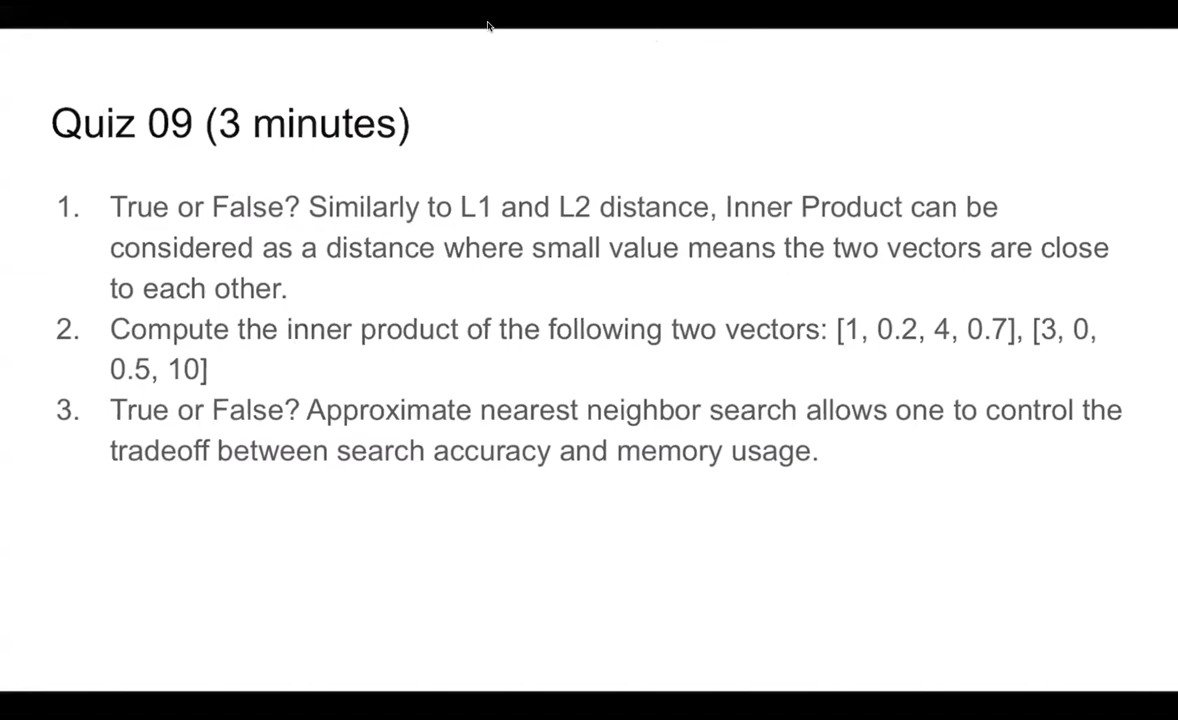 Quiz 09 (3 minutes)
1. True or False? Similarly to L1 and L2 distance, Inner Product can be
considered as a distance where small value means the two vectors are close
to each other.
2. Compute the inner product of the following two vectors: [1, 0.2, 4, 0.7], [3, 0,
0.5, 10]
3. True or False? Approximate nearest neighbor search allows one to control the
tradeoff between search accuracy and memory usage.